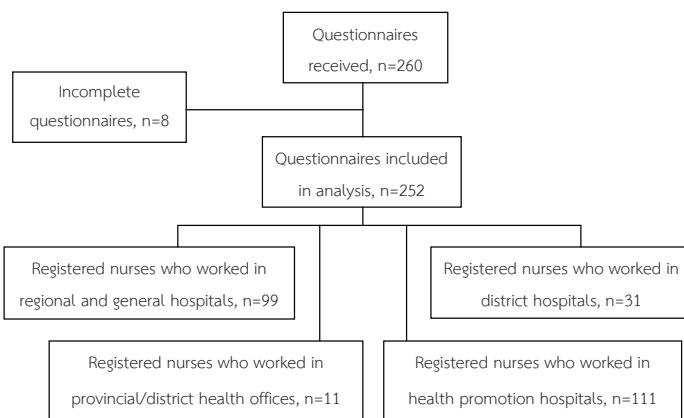 Questionnaires
received, n=260
Incomplete
questionnaires, n=8
Questionnaires included
in analysis, n=252
Registered nurses who worked in
regional and general hospitals, n=99
Registered nurses who worked in
district hospitals, n=31
Registered nurses who worked in
provincial/district health offices, n=11
Registered nurses who worked in
health promotion hospitals, n=111